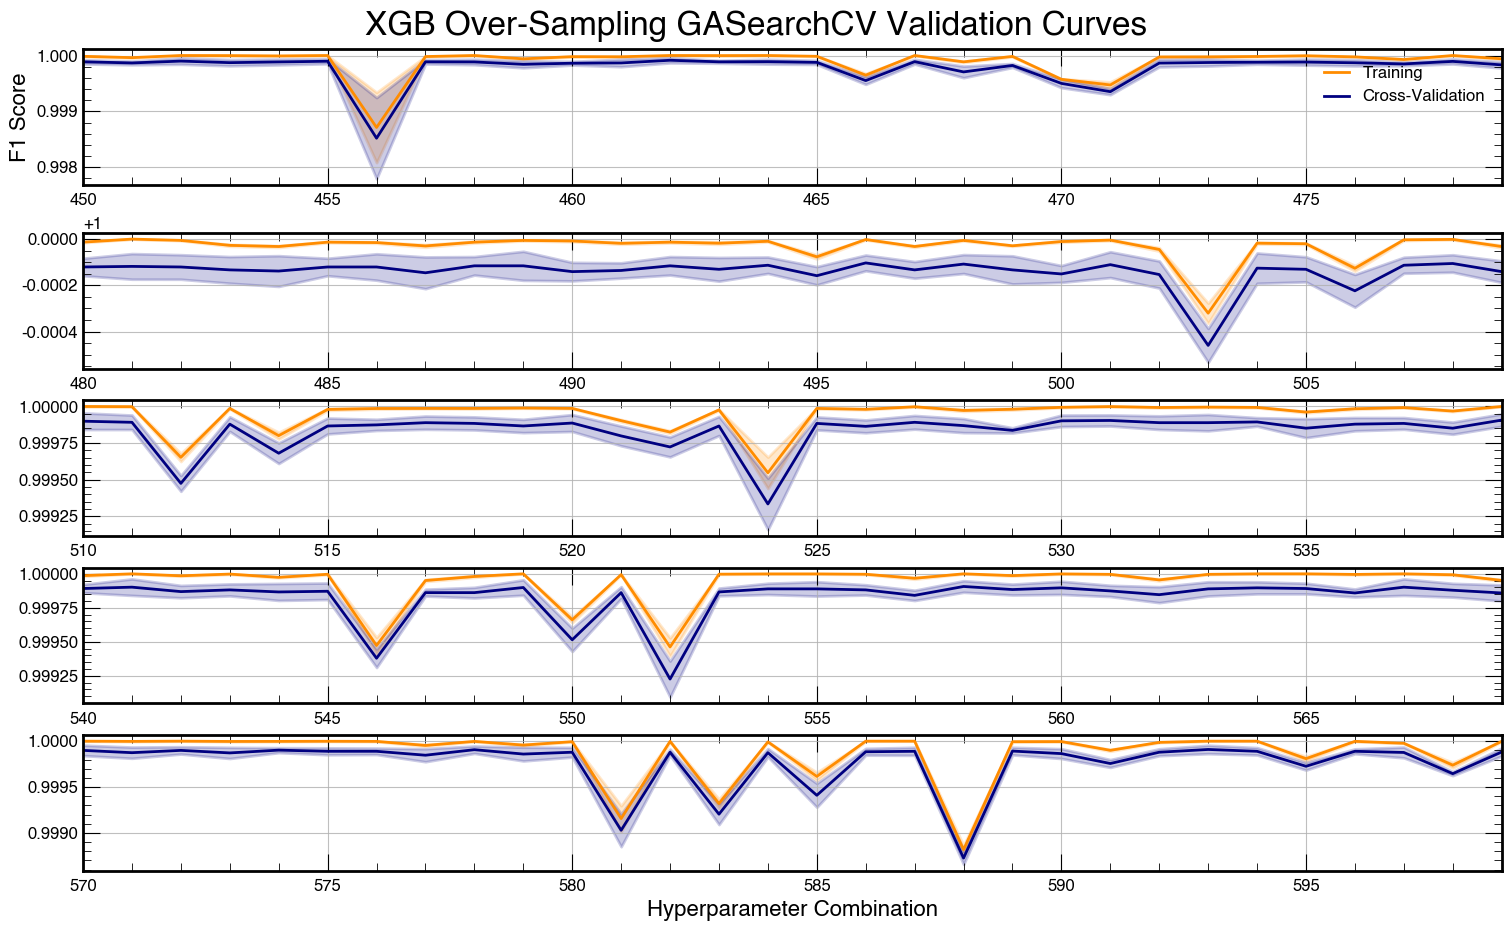 XGB Over-Sampling GASearchCV Validation Curves
F1 Score
1.000
0.999
0.998
Training
Cross-Validation
450 455 460 465 470 475
+1
0.0000
-0.0002
-0.0004
480 485 490 495 500 505
1.00000
0.99975
0.99950
0.99925
510 515 520 525 530 535
1.00000
0.99975
0.99950
0.99925
540 545 550 555 560 565
1.0000
0.9995
0.9990
570 575 580 585 590 595
Hyperparameter Combination